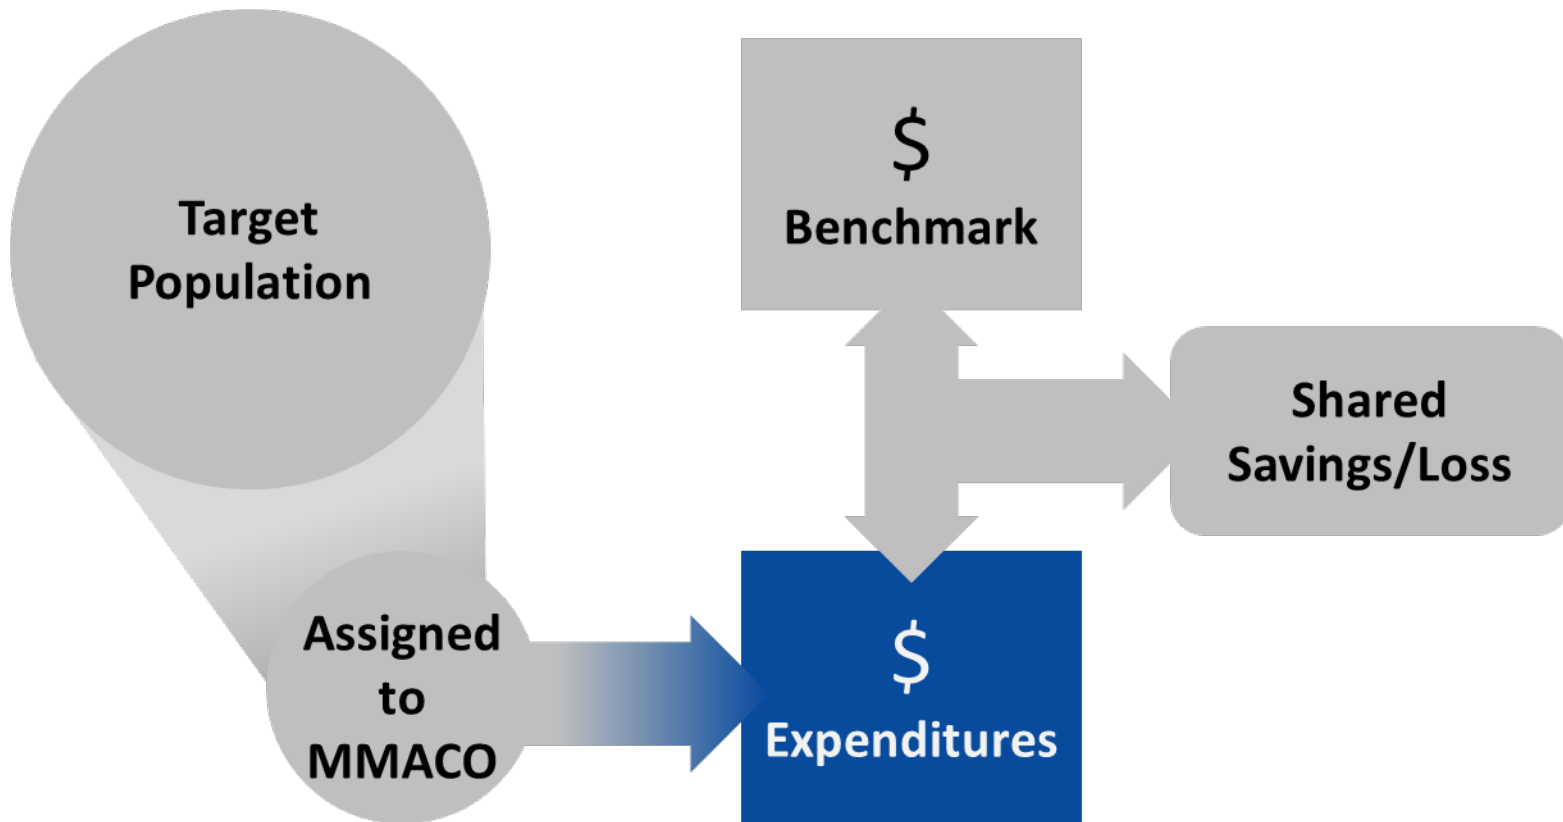 Target
Population
$
Benchmark
Shared
Savings/Loss
Assigned
to
MMACO
$
Expenditures